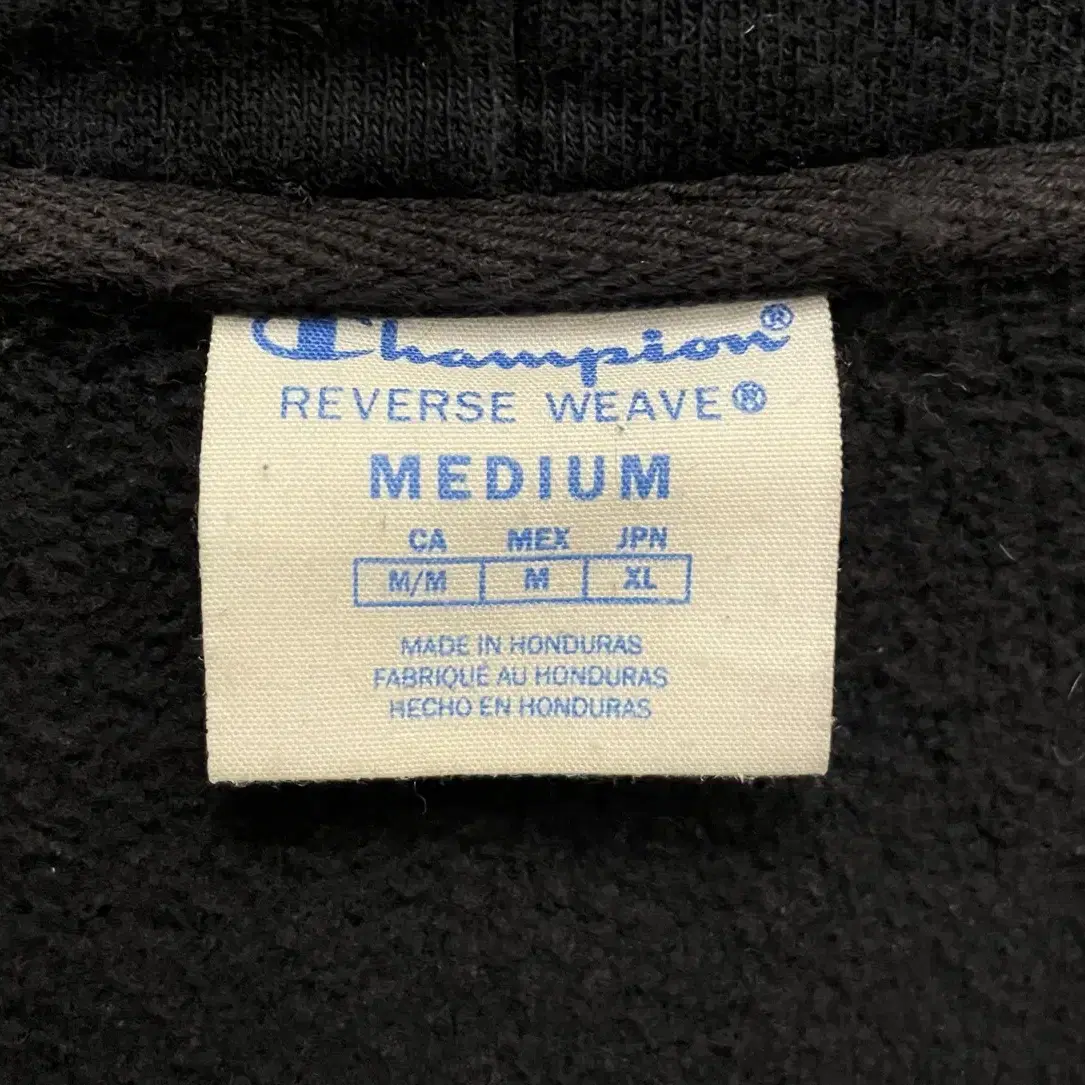 Champion®
REVERSE WEAVE®
MEDIUM
CA MEX JPN
M/M M XL
MADE IN HONDURAS
FABRIQUÉ AU HONDURAS
HECHO EN HONDURAS